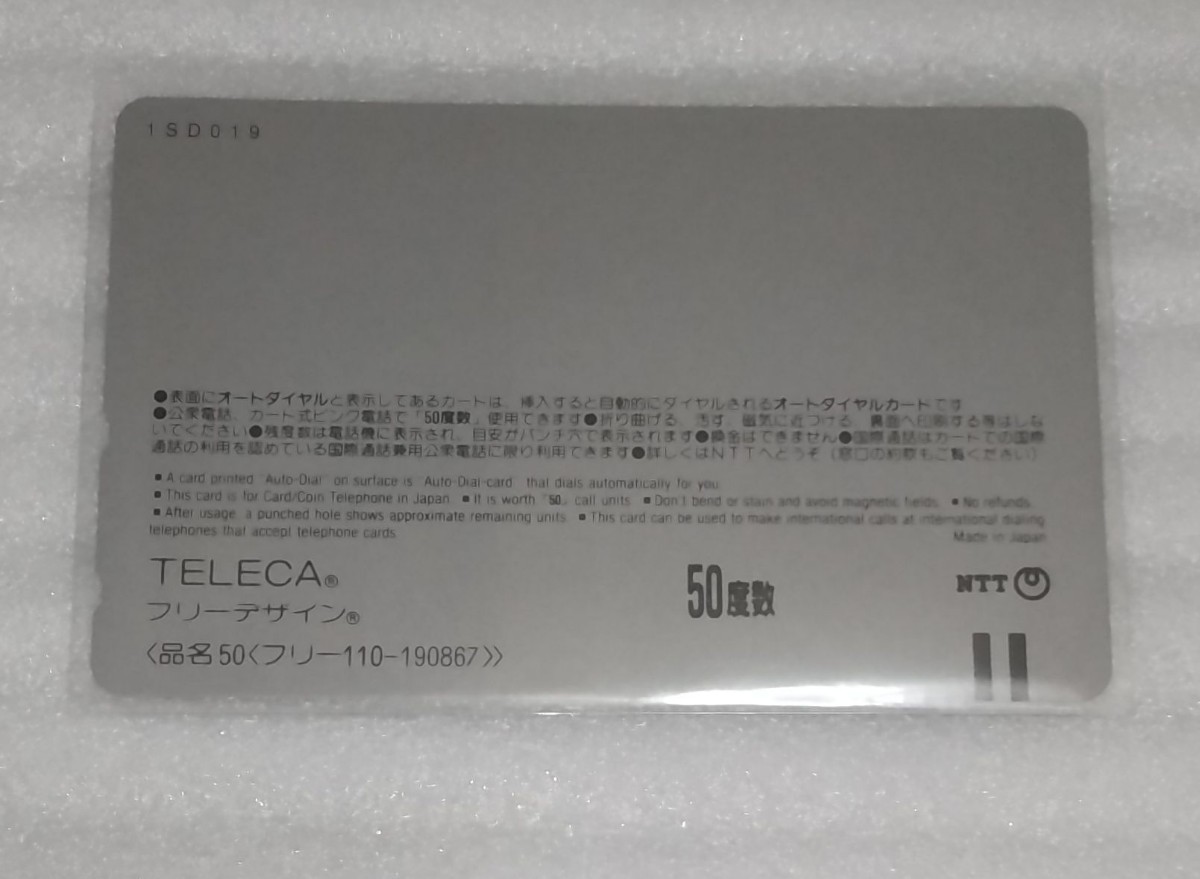 1SD019
●表面にオートダイヤルと表示してあるカードは、挿入すると自動的にダイヤルされるオートダイヤルカードです
●公衆電話、カード式ピンク電話で「50度数」使用できます●折り曲げる、汚す、磁気に近づける、裏面へ印刷する等はしな
いでください●残度数は電話機に表示され、目安がパンチ穴で表示されます●換金はできません●国際通話はカードでの国際
通話の利用を認めている国際通話兼用公衆電話に限り利用できます●詳しくはNTTへどうぞ(窓口の約款もご覧ください)
■ A card printed "Auto-Dial" on surface is "Auto-Dial-card" that dials automatically for you.
■ This card is for Card/Coin Telephone in Japan. ■ It is worth「50」call units. ■ Don't bend or stain and avoid magnetic fields. ■ No refunds.
■ After usage, a punched hole shows approximate remaining units. ■ This card can be used to make international calls at international dialing
telephones that accept telephone cards.
Made in Japan
TELECA®
50度数
NTT
フリーデザイン®
〈品名50〈フリー110-190867〉〉